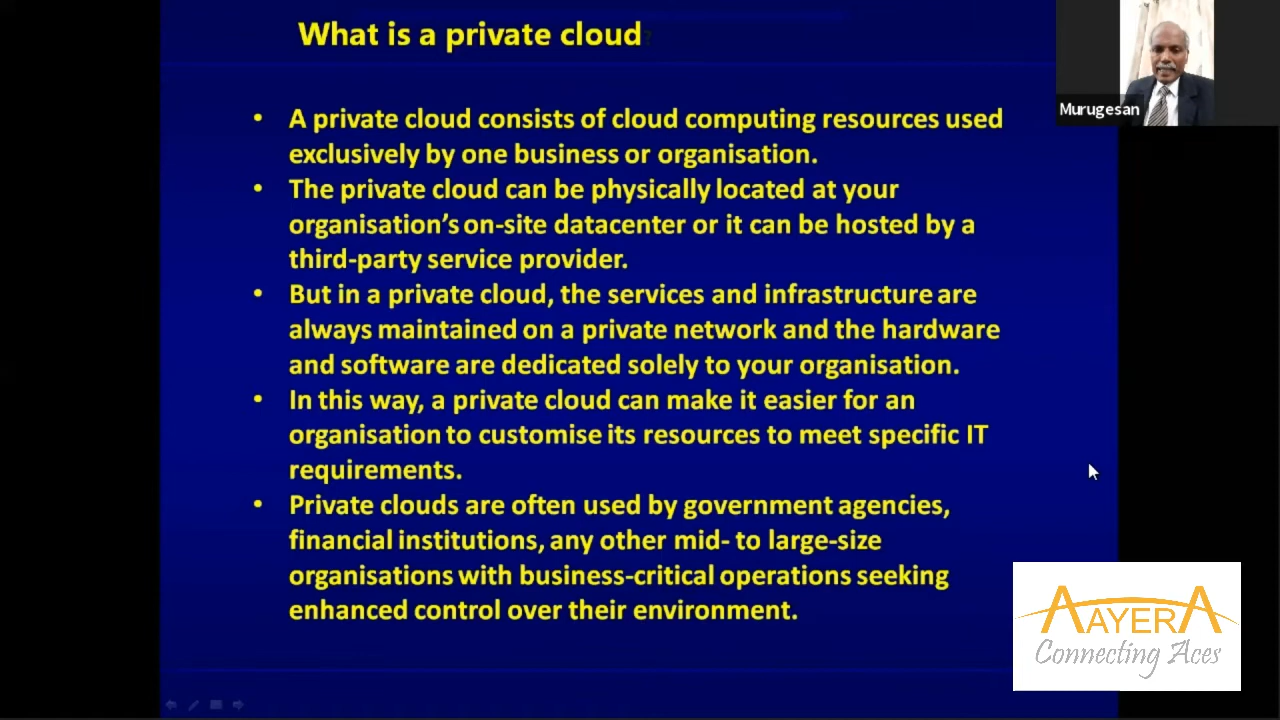 What is a private cloud?
Murugesan
• A private cloud consists of cloud computing resources used
exclusively by one business or organisation.
• The private cloud can be physically located at your
organisation's on-site datacenter or it can be hosted by a
third-party service provider.
• But in a private cloud, the services and infrastructure are
always maintained on a private network and the hardware
and software are dedicated solely to your organisation.
• In this way, a private cloud can make it easier for an
organisation to customise its resources to meet specific IT
requirements.
• Private clouds are often used by government agencies,
financial institutions, any other mid- to large-size
organisations with business-critical operations seeking
enhanced control over their environment.
AAYERA
Connecting Aces